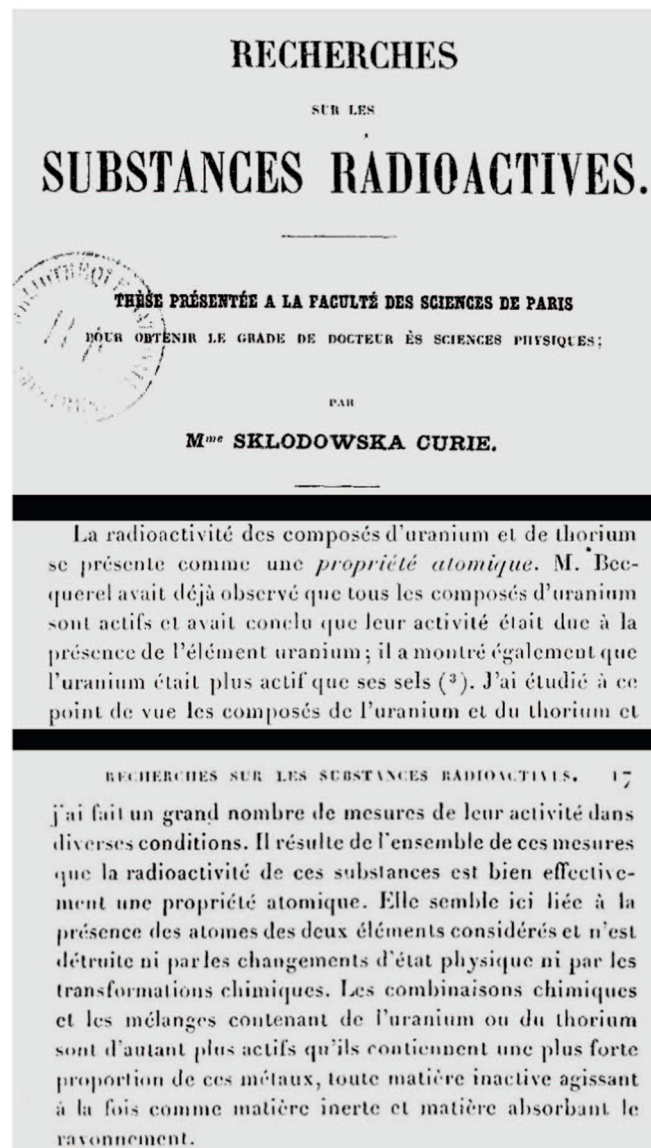 RECHERCHES
SUR LES
SUBSTANCES RADIOACTIVES.
THÈSE PRÉSENTÉE A LA FACULTÉ DES SCIENCES DE PARIS
POUR OBTENIR LE GRADE DE DOCTEUR ÈS SCIENCES PHYSIQUES;
PAR
Mme SKLODOWSKA CURIE.
La radioactivité des composés d'uranium et de thorium
se présente comme une propriété atomique. M. Bec-
querel avait déjà observé que tous les composés d'uranium
sont actifs et avait conclu que leur activité était due à la
présence de l'élément uranium; il a montré également que
l'uranium était plus actif que ses sels (³). J'ai étudié à ce
point de vue les composés de l'uranium et du thorium et
RECHERCHES SUR LES SUBSTANCES RADIOACTIVES. 17
j'ai fait un grand nombre de mesures de leur activité dans
diverses conditions. Il résulte de l'ensemble de ces mesures
que la radioactivité de ces substances est bien effective-
ment une propriété atomique. Elle semble ici liée à la
présence des atomes des deux éléments considérés et n'est
détruite ni par les changements d'état physique ni par les
transformations chimiques. Les combinaisons chimiques
et les mélanges contenant de l'uranium ou du thorium
sont d'autant plus actifs qu'ils contiennent une plus forte
proportion de ces métaux, toute matière inactive agissant
à la fois comme matière inerte et matière absorbant le
rayonnement.